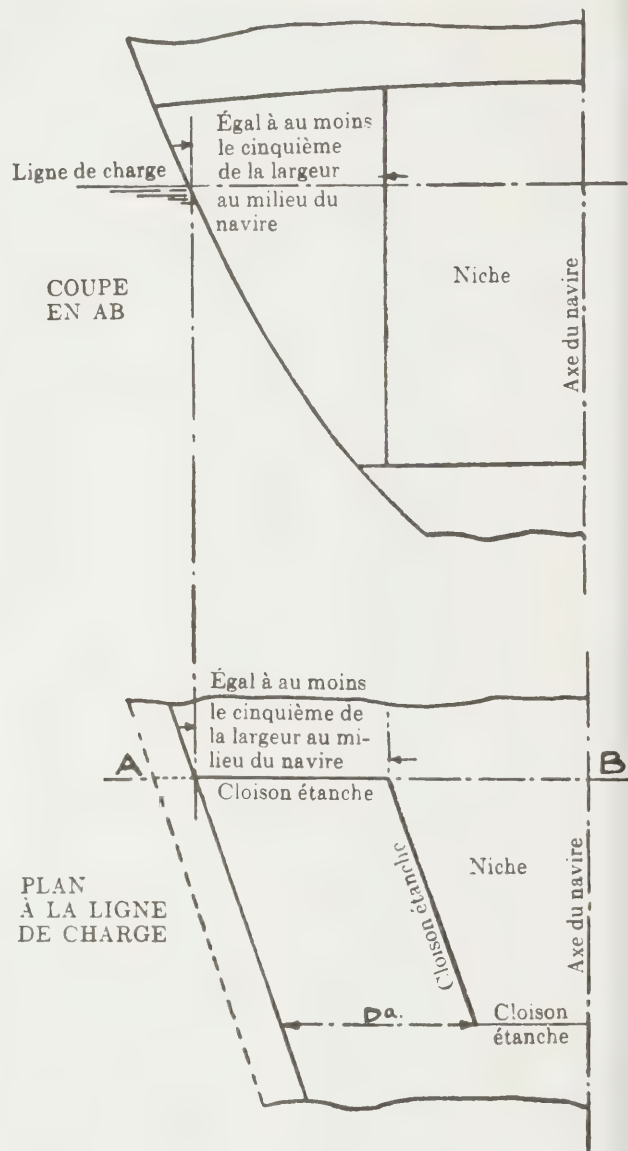 Égal à au moins
le cinquième
de la largeur
au milieu du
navire
Ligne de charge
COUPE
EN AB
Niche
Axe du navire
Égal à au moins
le cinquième de
la largeur au mi-
lieu du navire
A
B
Cloison étanche
Cloison étanche
Niche
Axe du navire
PLAN
À LA LIGNE
DE CHARGE
Da.
Cloison
étanche